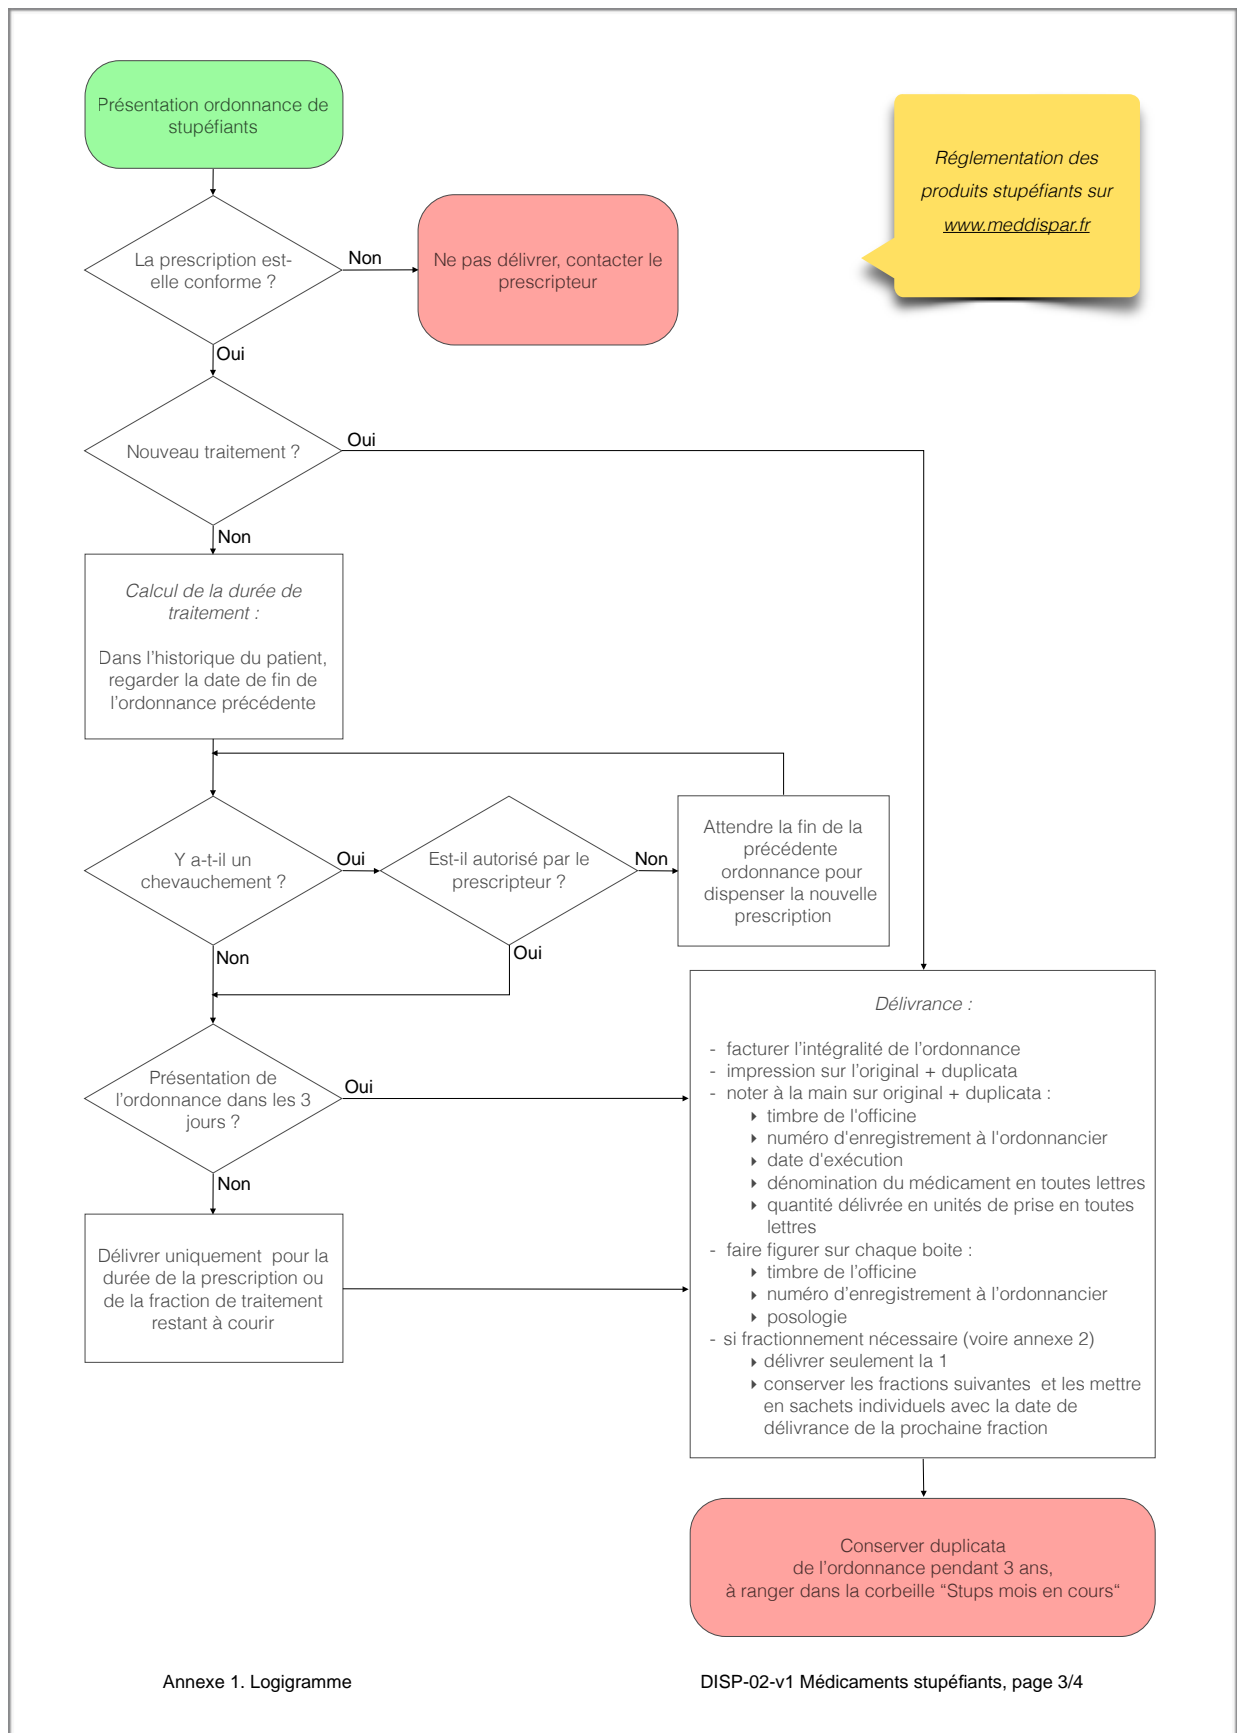 Présentation ordonnance de
stupéfiants
Réglementation des
produits stupéfiants sur
www.meddispar.fr
La prescription est-
elle conforme ?
Non
Ne pas délivrer, contacter le
prescripteur
Oui
Nouveau traitement ?
Oui
Non
Calcul de la durée de
traitement :
Dans l'historique du patient,
regarder la date de fin de
l'ordonnance précédente
Y a-t-il un
chevauchement ?
Oui
Est-il autorisé par le
prescripteur ?
Non
Attendre la fin de la
précédente
ordonnance pour
dispenser la nouvelle
prescription
Non
Oui
Présentation de
l'ordonnance dans les 3
jours ?
Oui
Non
Délivrer uniquement  pour la
durée de la prescription ou
de la fraction de traitement
restant à courir
Délivrance :
- facturer l'intégralité de l'ordonnance
- impression sur l'original + duplicata
- noter à la main sur original + duplicata :
‣ timbre de l'officine
‣ numéro d'enregistrement à l'ordonnancier
‣ date d'exécution
‣ dénomination du médicament en toutes lettres
‣ quantité délivrée en unités de prise en toutes
lettres
- faire figurer sur chaque boite :
‣ timbre de l'officine
‣ numéro d'enregistrement à l'ordonnancier
‣ posologie
- si fractionnement nécessaire (voire annexe 2)
‣ délivrer seulement la 1
‣ conserver les fractions suivantes  et les mettre
en sachets individuels avec la date de
délivrance de la prochaine fraction
Conserver duplicata
de l'ordonnance pendant 3 ans,
à ranger dans la corbeille “Stups mois en cours“
Annexe 1. Logigramme
DISP-02-v1 Médicaments stupéfiants, page 3/4